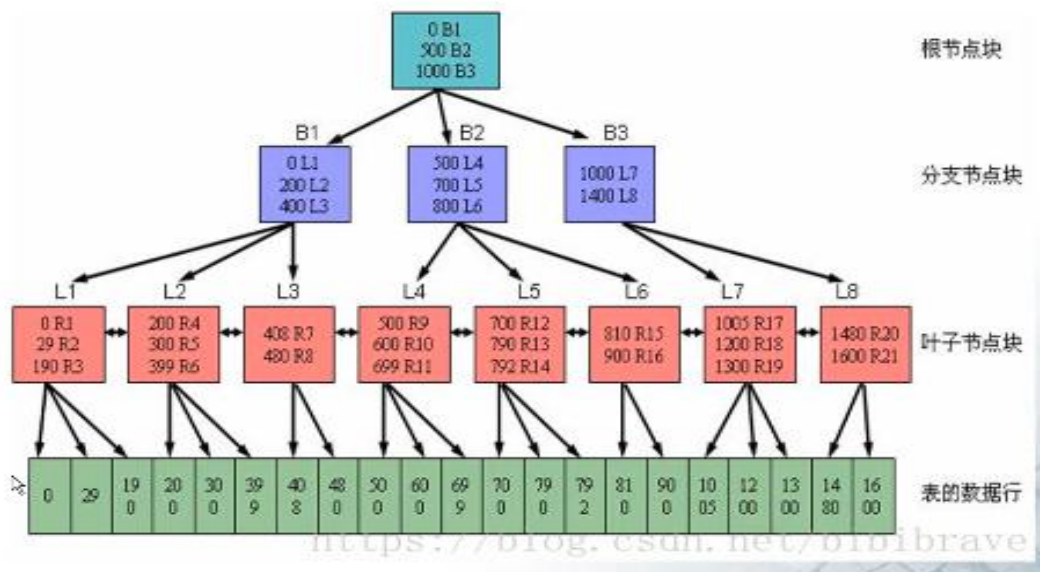 0 B1
500 B2
1000 B3
根节点块
B1
B2
B3
0 L1
200 L2
400 L3
500 L4
700 L5
800 L6
1000 L7
1400 L8
分支节点块
L1
L2
L3
L4
L5
L6
L7
L8
0 R1
29 R2
190 R3
200 R4
300 R5
399 R6
408 R7
480 R8
500 R9
600 R10
699 R11
700 R12
790 R13
792 R14
810 R15
900 R16
1005 R17
1200 R18
1300 R19
1480 R20
1600 R21
叶子节点块
0
29
19
0
20
0
30
0
39
9
40
8
48
0
50
0
60
0
69
9
70
0
79
0
79
2
81
0
90
0
10
05
12
00
13
00
14
80
16
00
表的数据行
https://blog.csdn.net/bibibrave